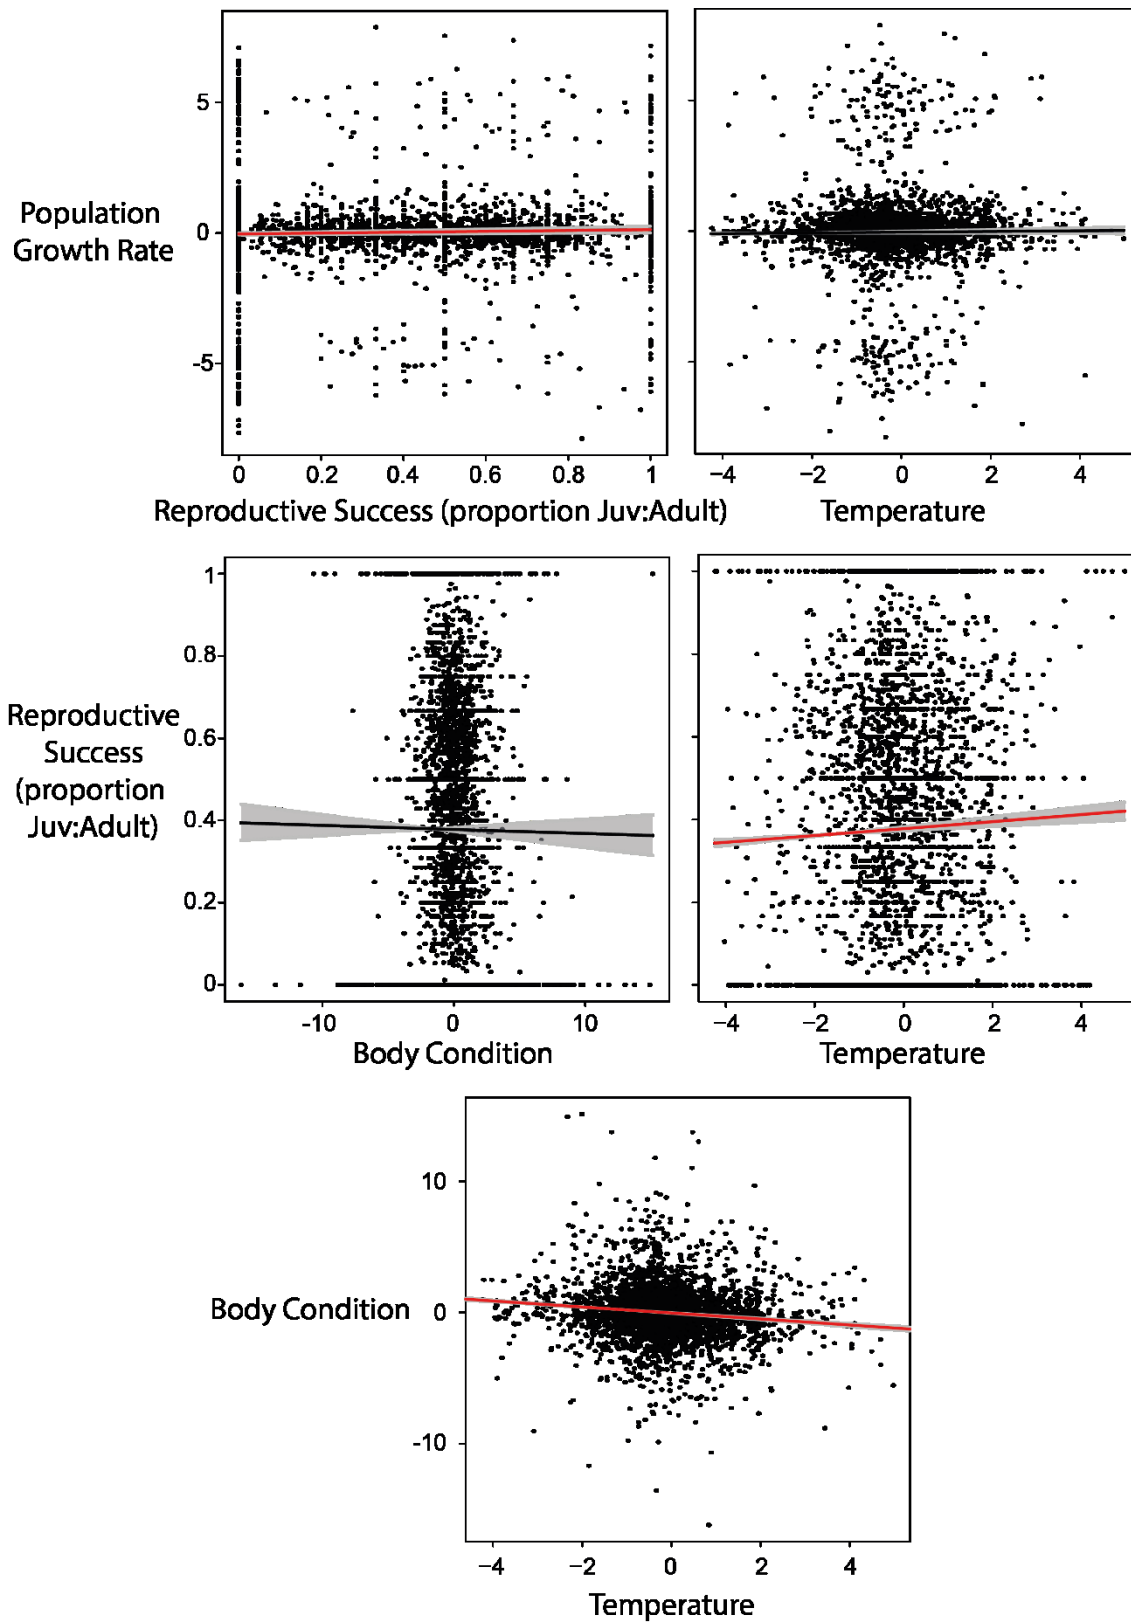 5
0
-5
Population
Growth Rate
0 0.2 0.4 0.6 0.8 1
Reproductive Success (proportion Juv:Adult)
−4 −2 0 2 4
Temperature
1
0.8
0.6
0.4
0.2
0
Reproductive
Success
(proportion
Juv:Adult)
-10 0 10
Body Condition
−4 −2 0 2 4
Temperature
10
0
-10
Body Condition
−4 −2 0 2 4
Temperature